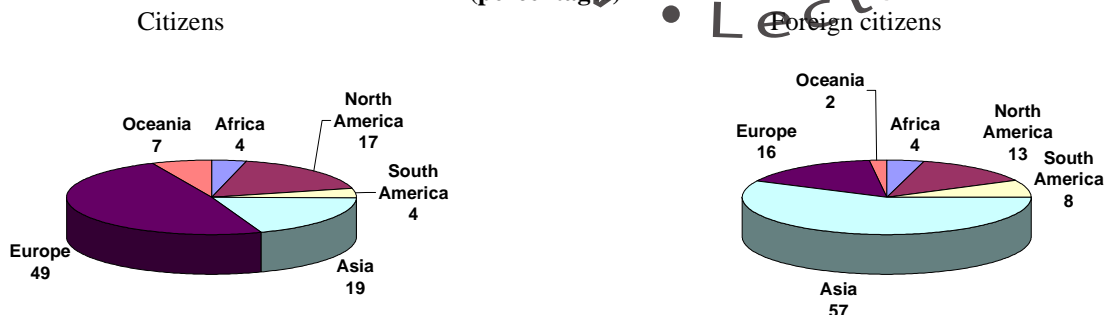 Citizens
Foreign citizens
Oceania
7
Africa
4
North
America
17
South
America
4
Asia
19
Europe
49
Oceania
2
Africa
4
North
America
13
South
America
8
Europe
16
Asia
57